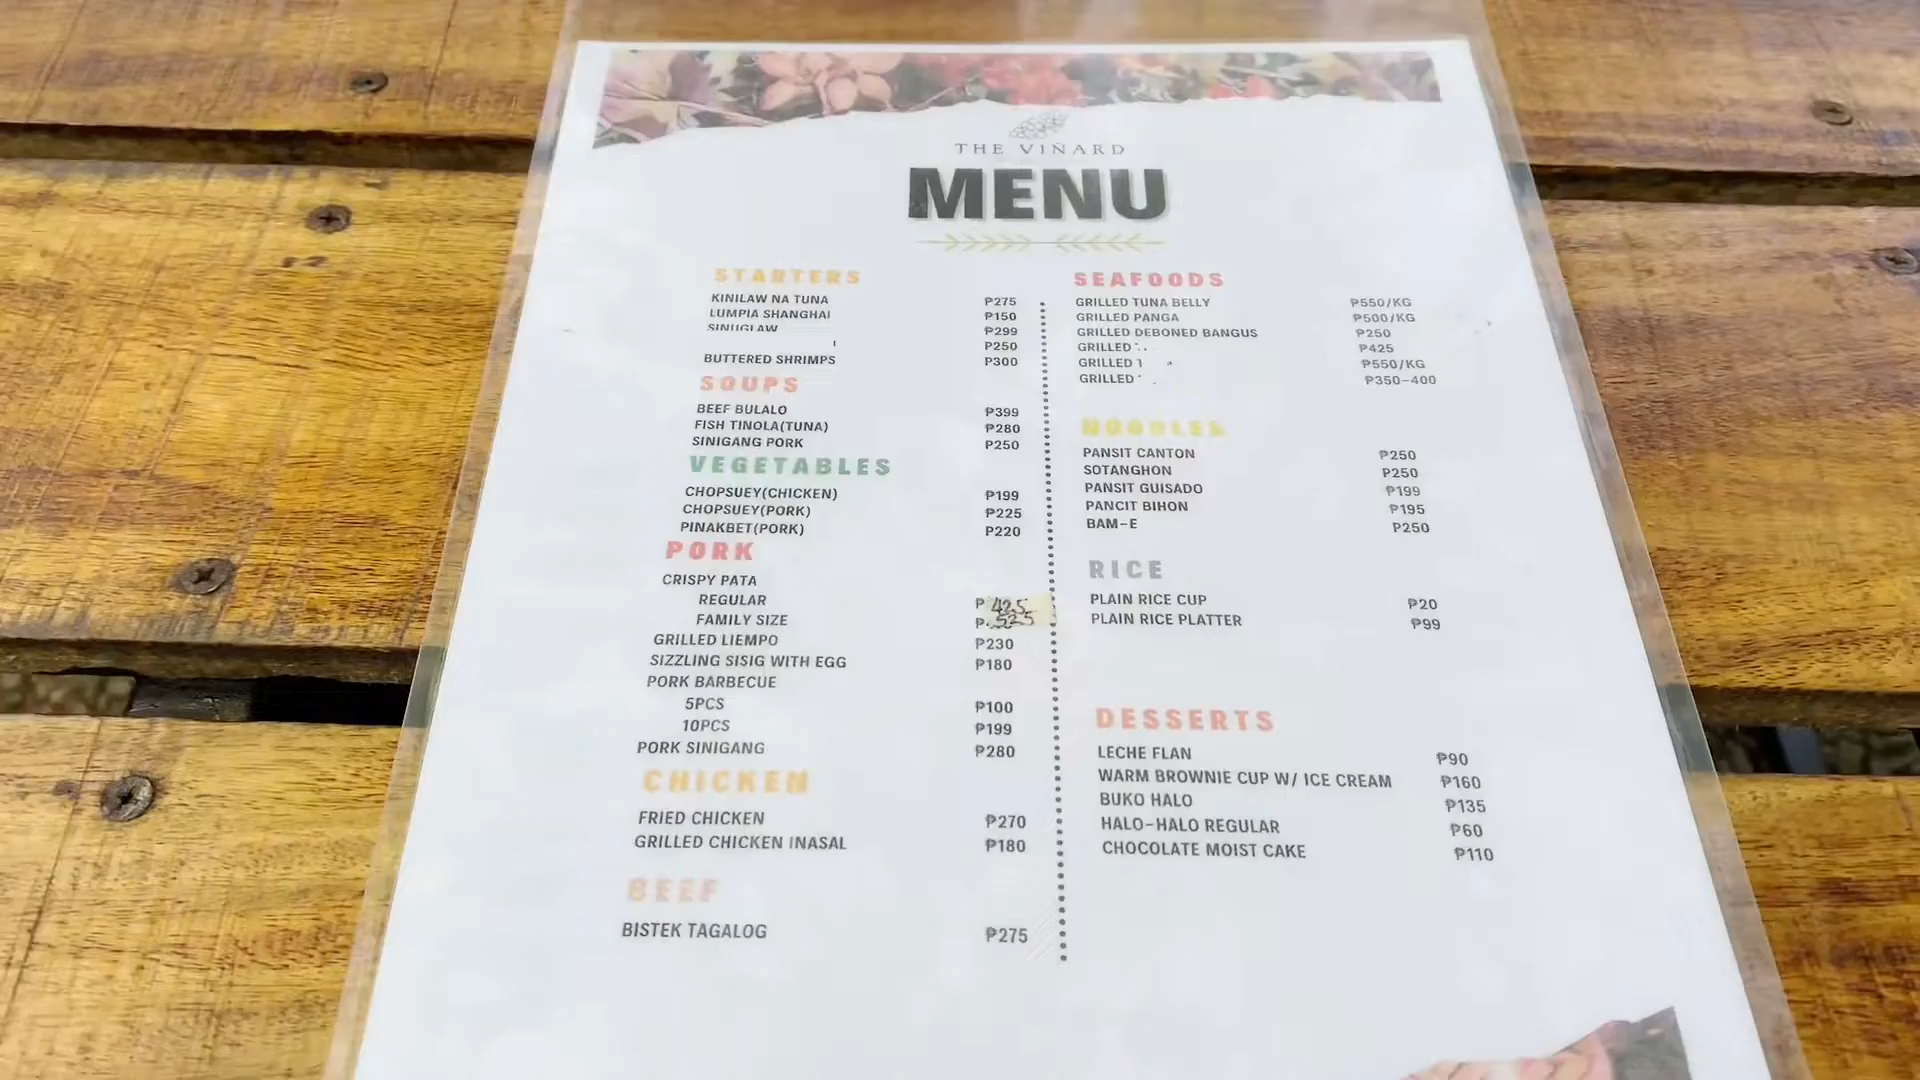 THE VIÑARD
MENU
STARTERS
KINILAW NA TUNA ₱275
LUMPIA SHANGHAI ₱150
SINUGLAW ₱299
₱250
BUTTERED SHRIMPS ₱300
SOUPS
BEEF BULALO ₱399
FISH TINOLA(TUNA) ₱280
SINIGANG PORK ₱250
VEGETABLES
CHOPSUEY(CHICKEN) ₱199
CHOPSUEY(PORK) ₱225
PINAKBET(PORK) ₱220
PORK
CRISPY PATA
REGULAR ₱ 425
FAMILY SIZE ₱ 525
GRILLED LIEMPO ₱230
SIZZLING SISIG WITH EGG ₱180
PORK BARBECUE
5PCS ₱100
10PCS ₱199
PORK SINIGANG ₱280
CHICKEN
FRIED CHICKEN ₱270
GRILLED CHICKEN INASAL ₱180
BEEF
BISTEK TAGALOG ₱275
SEAFOODS
GRILLED TUNA BELLY ₱550/KG
GRILLED PANGA ₱500/KG
GRILLED DEBONED BANGUS ₱250
GRILLED ₱425
GRILLED ₱550/KG
GRILLED ₱350-400
NOODLES
PANSIT CANTON ₱250
SOTANGHON ₱250
PANSIT GUISADO ₱199
PANCIT BIHON ₱195
BAM-E ₱250
RICE
PLAIN RICE CUP ₱20
PLAIN RICE PLATTER ₱99
DESSERTS
LECHE FLAN ₱90
WARM BROWNIE CUP W/ ICE CREAM ₱160
BUKO HALO ₱135
HALO-HALO REGULAR ₱60
CHOCOLATE MOIST CAKE ₱110